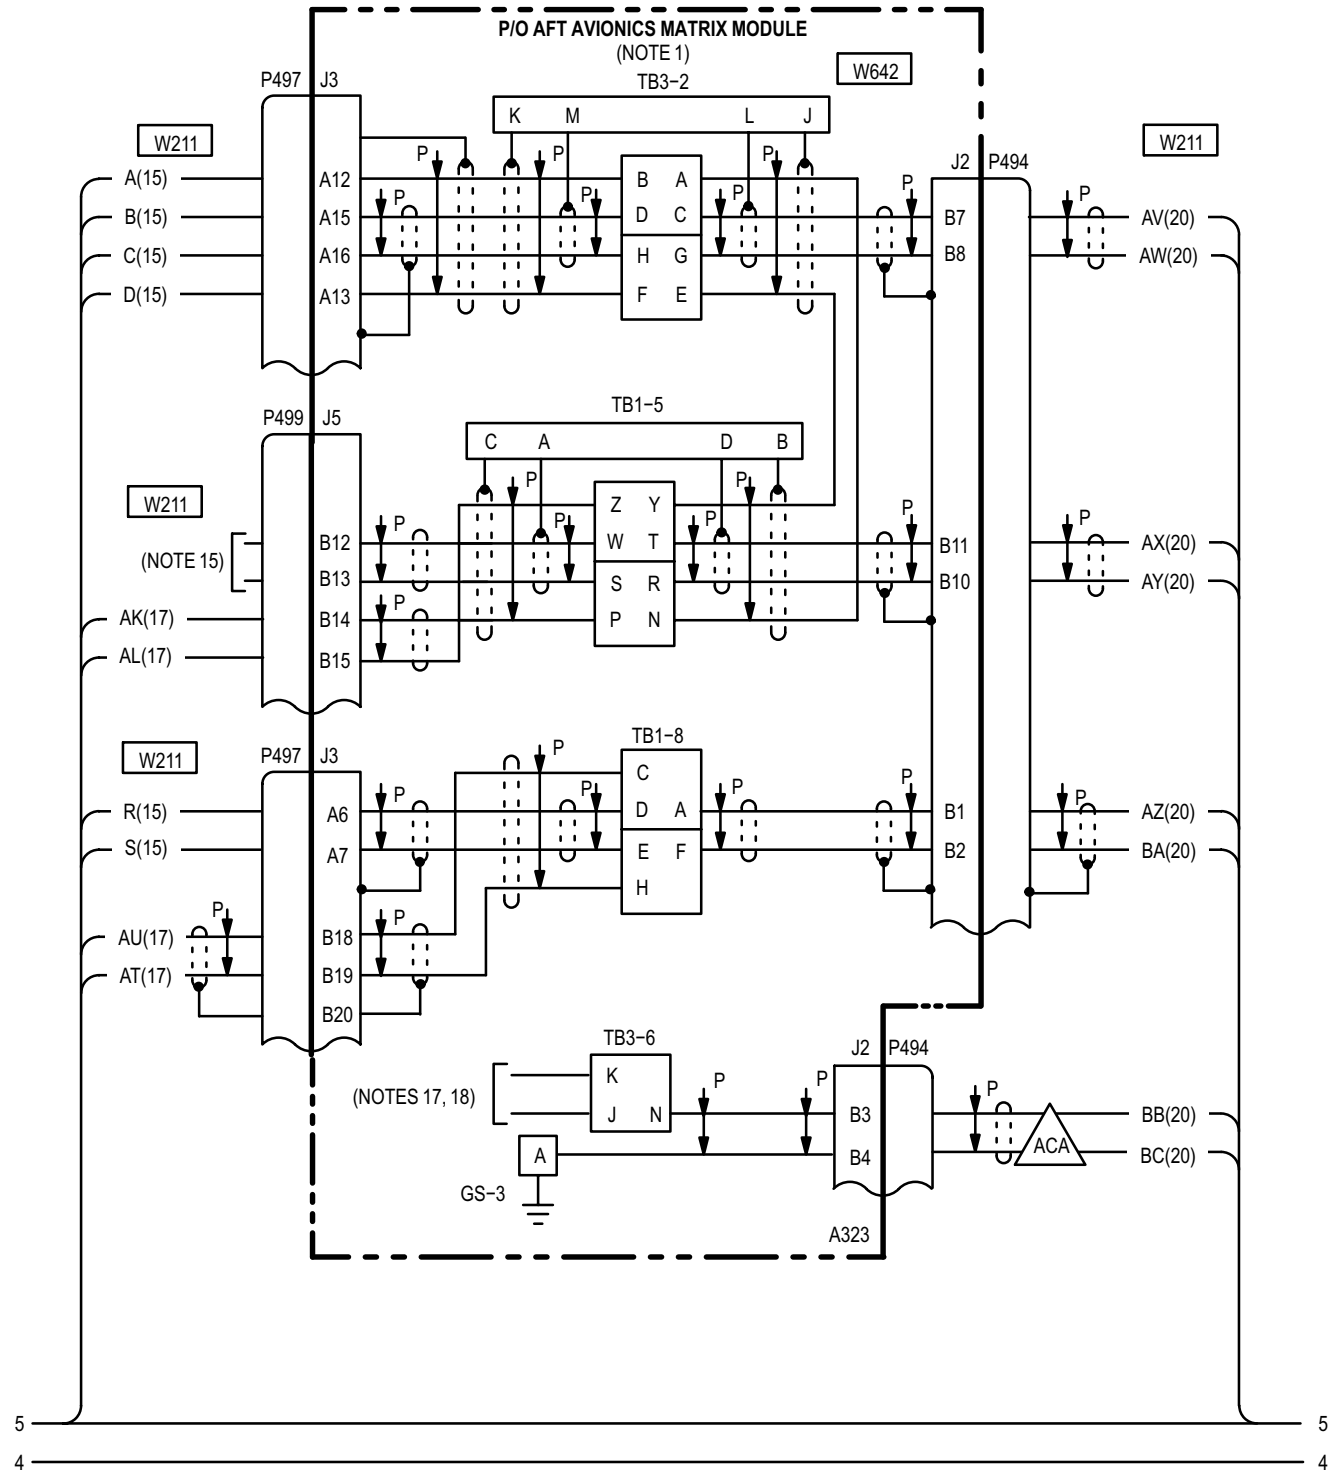 P/O AFT AVIONICS MATRIX MODULE
(NOTE 1)
W642
TB3−2
K M L J
P497 J3
W211
W211
J2 P494
P P P P
A(15) A12 B A
B(15) A15 P P P P P D C B7 AV(20)
C(15) A16 H G B8 AW(20)
D(15) A13 F E
TB1−5
P499 J5
C A D B
W211
P P
Z Y
(NOTE 15)
B12 P P W T P P B11 P AX(20)
B13 S R B10 AY(20)
AK(17) B14 P P N
AL(17) B15
TB1−8
W211
P497 J3
P
C
R(15) A6 P P D A P P B1 P AZ(20)
S(15) A7 E F B2 BA(20)
H
P P
AU(17) B18
AT(17) B19
B20
TB3−6
J2 P494
(NOTES 17, 18)
K P P P
J N B3 BB(20)
A B4 ACA BC(20)
GS−3
A323
5 5
4 4